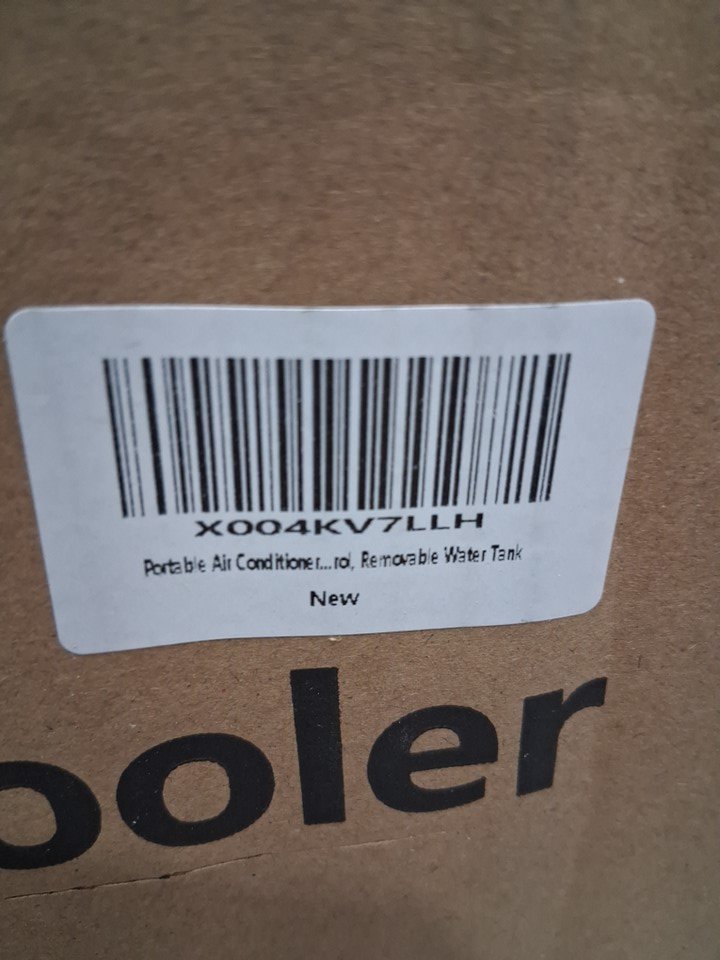 X004KV7LLH
Portable Air Conditioner...rol, Removable Water Tank
New
ooler